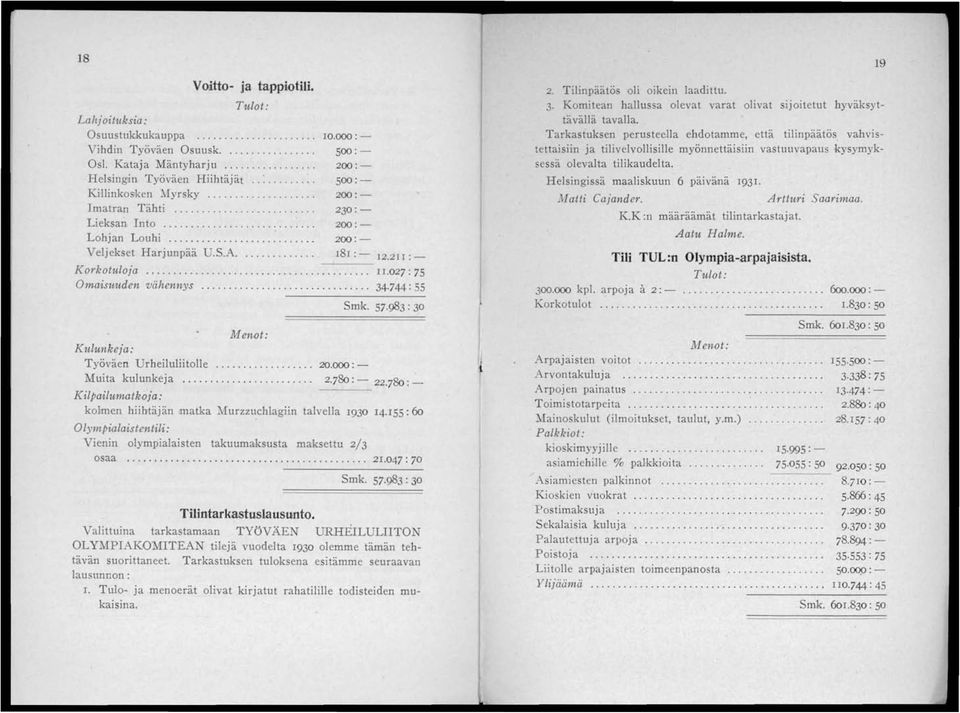 18
Voitto- ja tappiotili.
Tulot:
Lahjoituksia:
Osuustukkukauppa ...................... 10.000: —
Vihdin Työväen Osuusk. ................ 500: —
Osl. Kataja Mäntyharju ................. 200: —
Helsingin Työväen Hiihtäjät ............ 500: —
Killinkosken Myrsky .................... 200: —
Imatran Tähti .......................... 230: —
Lieksan Into ............................ 200: —
Lohjan Louhi ........................... 200: —
Veljekset Harjunpää U.S.A. ............. 181: — 12.211: —
Korkotuloja .......................................... 11.027: 75
Omaisuuden vähennys ............................... 34.744: 55
Smk. 57.983: 30
Menot:
Kulunkeja:
Työväen Urheiluliitolle .................. 20.000: —
Muita kulunkeja ........................ 2.780: — 22.780: —
Kilpailumatkoja:
kolmen hiihtäjän matka Murzzuchlagiin talvella 1930 14.155: 60
Olympialaistentili:
Vienin olympialaisten takuumaksusta maksettu 2/3
osaa ............................................ 21.047: 70
Smk. 57.983: 30
Tilintarkastuslausunto.
Valittuina tarkastamaan TYÖVÄEN URHEILULIITON
OLYMPIAKOMITEAN tilejä vuodelta 1930 olemme tämän teh-
tävän suorittaneet. Tarkastuksen tuloksena esitämme seuraavan
lausunnon:
1. Tulo- ja menoerät olivat kirjatut rahatilille todisteiden mu-
kaisina.
19
2. Tilinpäätös oli oikein laadittu.
3. Komitean hallussa olevat varat olivat sijoitetut hyväksyt-
tävällä tavalla.
Tarkastuksen perusteella ehdotamme, että tilinpäätös vahvis-
tettaisiin ja tilivelvollisille myönnettäisiin vastuuvapaus kysymyk-
sessä olevalta tilikaudelta.
Helsingissä maaliskuun 6 päivänä 1931.
Matti Cajander. Artturi Saarimaa.
K.K:n määräämät tilintarkastajat.
Aatu Halme.
Tili TUL:n Olympia-arpajaisista.
Tulot:
300.000 kpl. arpoja à 2: — .......................... 600.000: —
Korkotulot ......................................... 1.830: 50
Smk. 601.830: 50
Menot:
Arpajaisten voitot .................................. 155.500: —
Arvontakuluja ..................................... 3.338: 75
Arpojen painatus ................................... 13.474: —
Toimistotarpeita .................................... 2.880: 40
Mainoskulut (ilmoitukset, taulut, y.m.) .............. 28.157: 40
Palkkiot:
kioskimyyjille ......................... 15.995: —
asiamiehille % palkkioita .............. 75.055: 50 92.050: 50
Asiamiesten palkinnot .............................. 8.710: —
Kioskien vuokrat ................................... 5.866: 45
Postimaksuja ...................................... 7.290: 50
Sekalaisia kuluja ................................... 9.370: 30
Palautettuja arpoja ................................. 78.894: —
Poistoja ........................................... 35.553: 75
Liitolle arpajaisten toimeenpanosta .................. 50.000: —
Ylijäämä ........................................... 110.744: 45
Smk. 601.830: 50